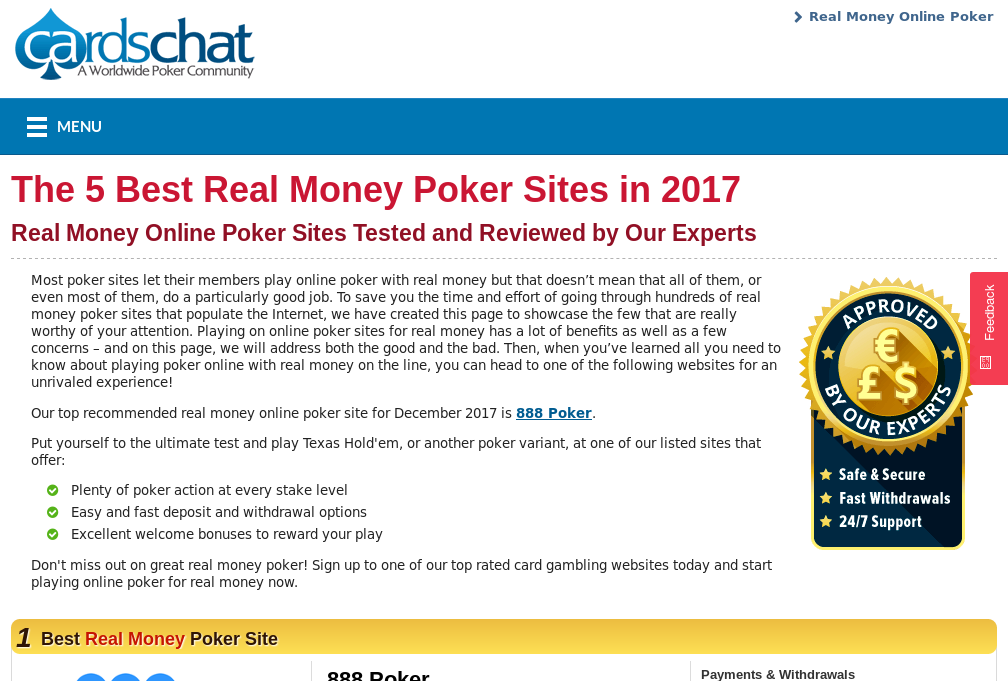 cardschat
A Worldwide Poker Community
Real Money Online Poker
MENU
The 5 Best Real Money Poker Sites in 2017
Real Money Online Poker Sites Tested and Reviewed by Our Experts
Most poker sites let their members play online poker with real money but that doesn’t mean that all of them, or
even most of them, do a particularly good job. To save you the time and effort of going through hundreds of real
money poker sites that populate the Internet, we have created this page to showcase the few that are really
worthy of your attention. Playing on online poker sites for real money has a lot of benefits as well as a few
concerns – and on this page, we will address both the good and the bad. Then, when you’ve learned all you need to
know about playing poker online with real money on the line, you can head to one of the following websites for an
unrivaled experience!
Our top recommended real money online poker site for December 2017 is 888 Poker.
Put yourself to the ultimate test and play Texas Hold'em, or another poker variant, at one of our listed sites that
offer:
Plenty of poker action at every stake level
Easy and fast deposit and withdrawal options
Excellent welcome bonuses to reward your play
Don't miss out on great real money poker! Sign up to one of our top rated card gambling websites today and start
playing online poker for real money now.
APPROVED
€
£ $
BY OUR EXPERTS
Safe & Secure
Fast Withdrawals
24/7 Support
Feedback
1 Best Real Money Poker Site
888 Poker
Payments & Withdrawals